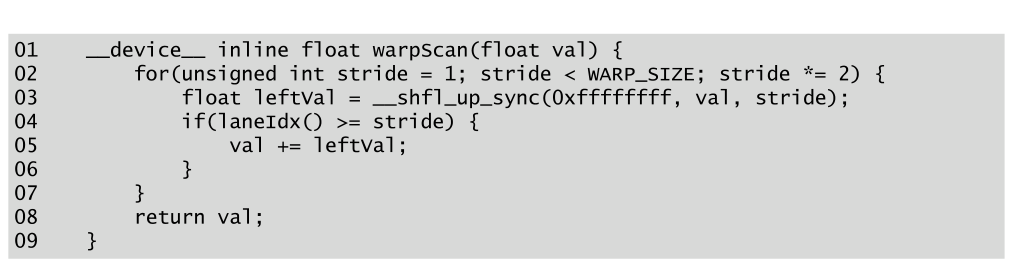 01    __device__ inline float warpScan(float val) {
02        for(unsigned int stride = 1; stride < WARP_SIZE; stride *= 2) {
03            float leftVal = __shfl_up_sync(0xffffffff, val, stride);
04            if(laneIdx() >= stride) {
05                val += leftVal;
06            }
07        }
08        return val;
09    }